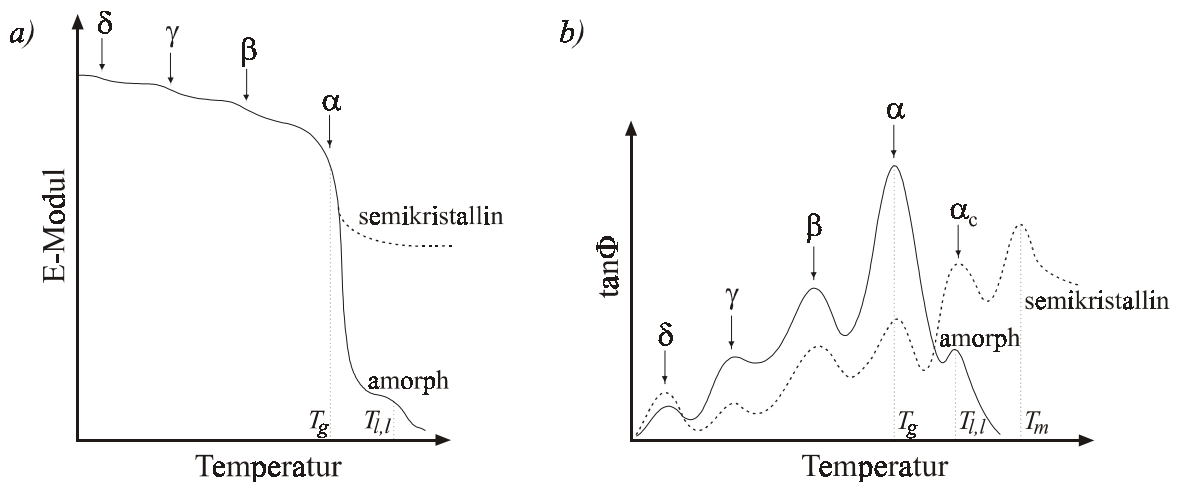 a)
δ
γ
β
α
E-Modul
semikristallin
amorph
Tg
Tl,l
Temperatur
b)
α
αc
β
γ
δ
tanΦ
semikristallin
amorph
Tg
Tl,l
Tm
Temperatur